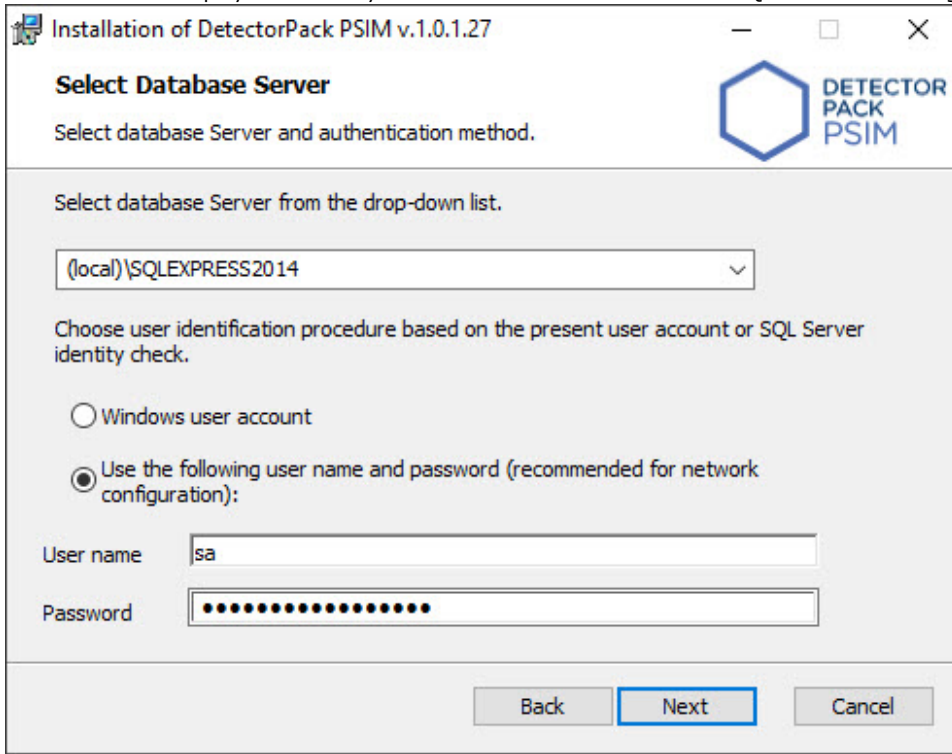 Installation of DetectorPack PSIM v.1.0.1.27
Select Database Server
Select database Server and authentication method.
DETECTOR
PACK
PSIM
Select database Server from the drop-down list.
(local)\SQLEXPRESS2014
Choose user identification procedure based on the present user account or SQL Server
identity check.
Windows user account
Use the following user name and password (recommended for network
configuration):
User name
sa
Password
•••••••••••••••••
Back
Next
Cancel